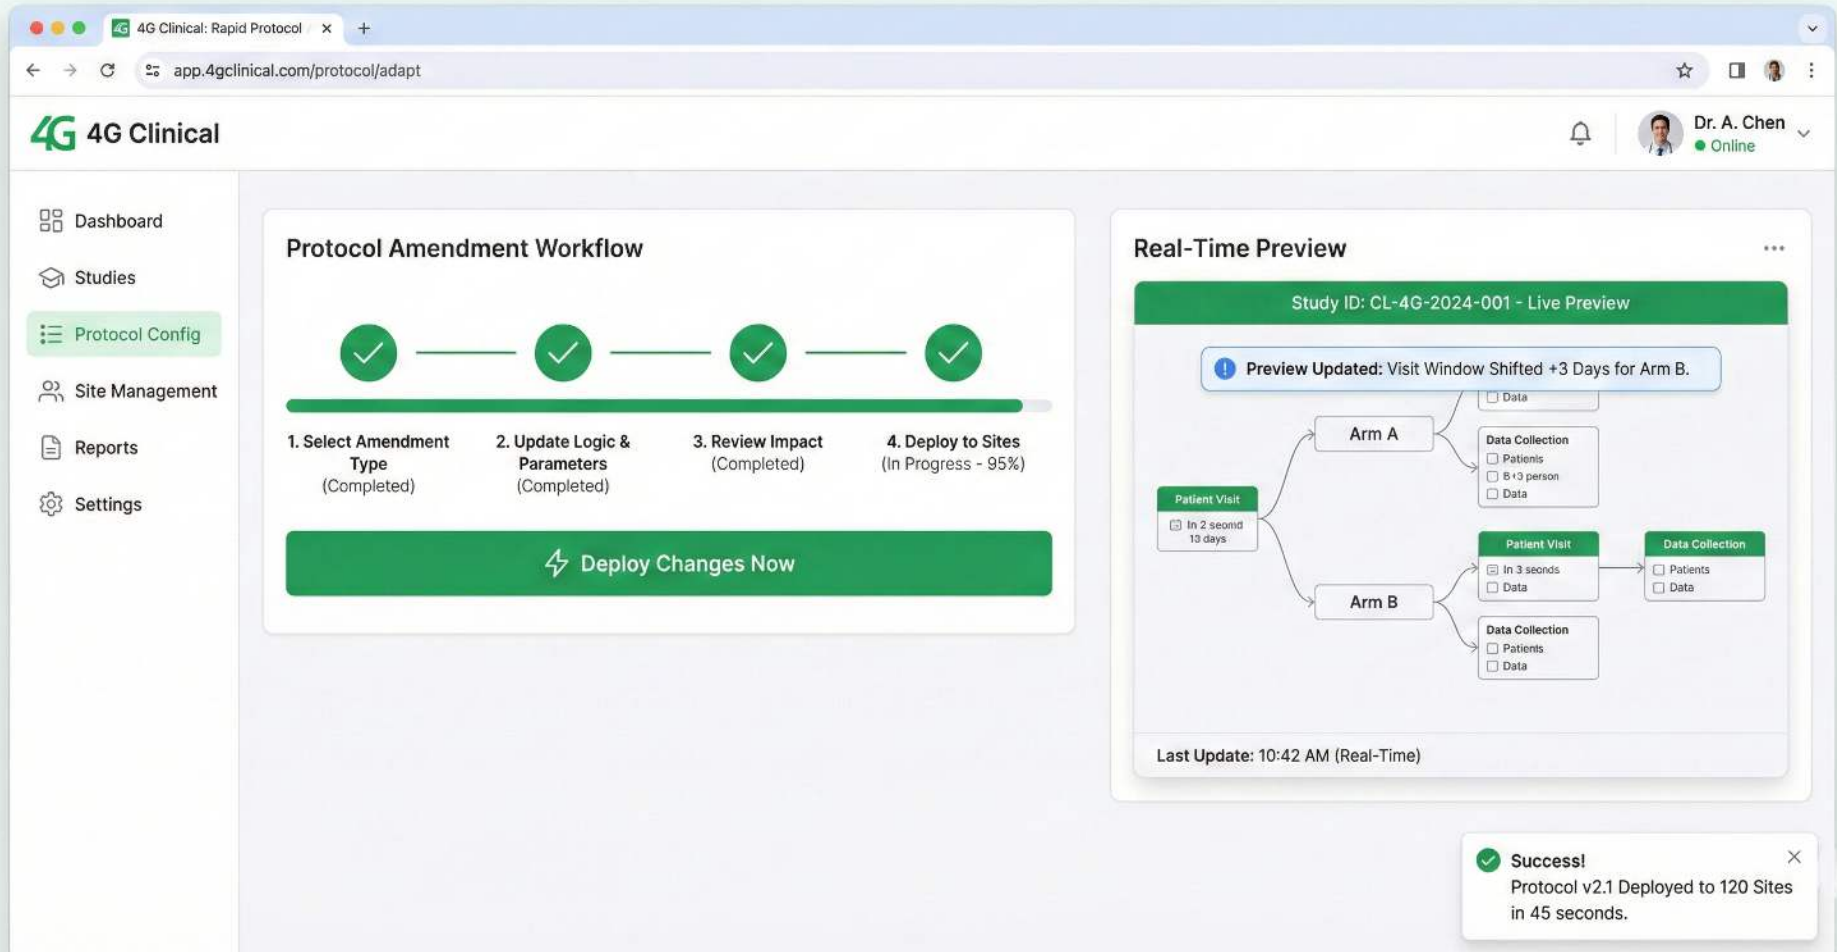 4G Clinical: Rapid Protocol
app.4gclinical.com/protocol/adapt
4G 4G Clinical
Dr. A. Chen
Online
Dashboard
Studies
Protocol Config
Site Management
Reports
Settings
Protocol Amendment Workflow
1. Select Amendment
Type
(Completed)
2. Update Logic &
Parameters
(Completed)
3. Review Impact
(Completed)
4. Deploy to Sites
(In Progress - 95%)
Deploy Changes Now
Real-Time Preview
Study ID: CL-4G-2024-001 - Live Preview
Preview Updated: Visit Window Shifted +3 Days for Arm B.
Data
Arm A
Data Collection
Patients
B+3 person
Data
Patient Visit
In 2 seomd
13 days
Arm B
Patient Visit
In 3 seonds
Data
Data Collection
Patients
Data
Data Collection
Patients
Data
Last Update: 10:42 AM (Real-Time)
Success!
Protocol v2.1 Deployed to 120 Sites
in 45 seconds.